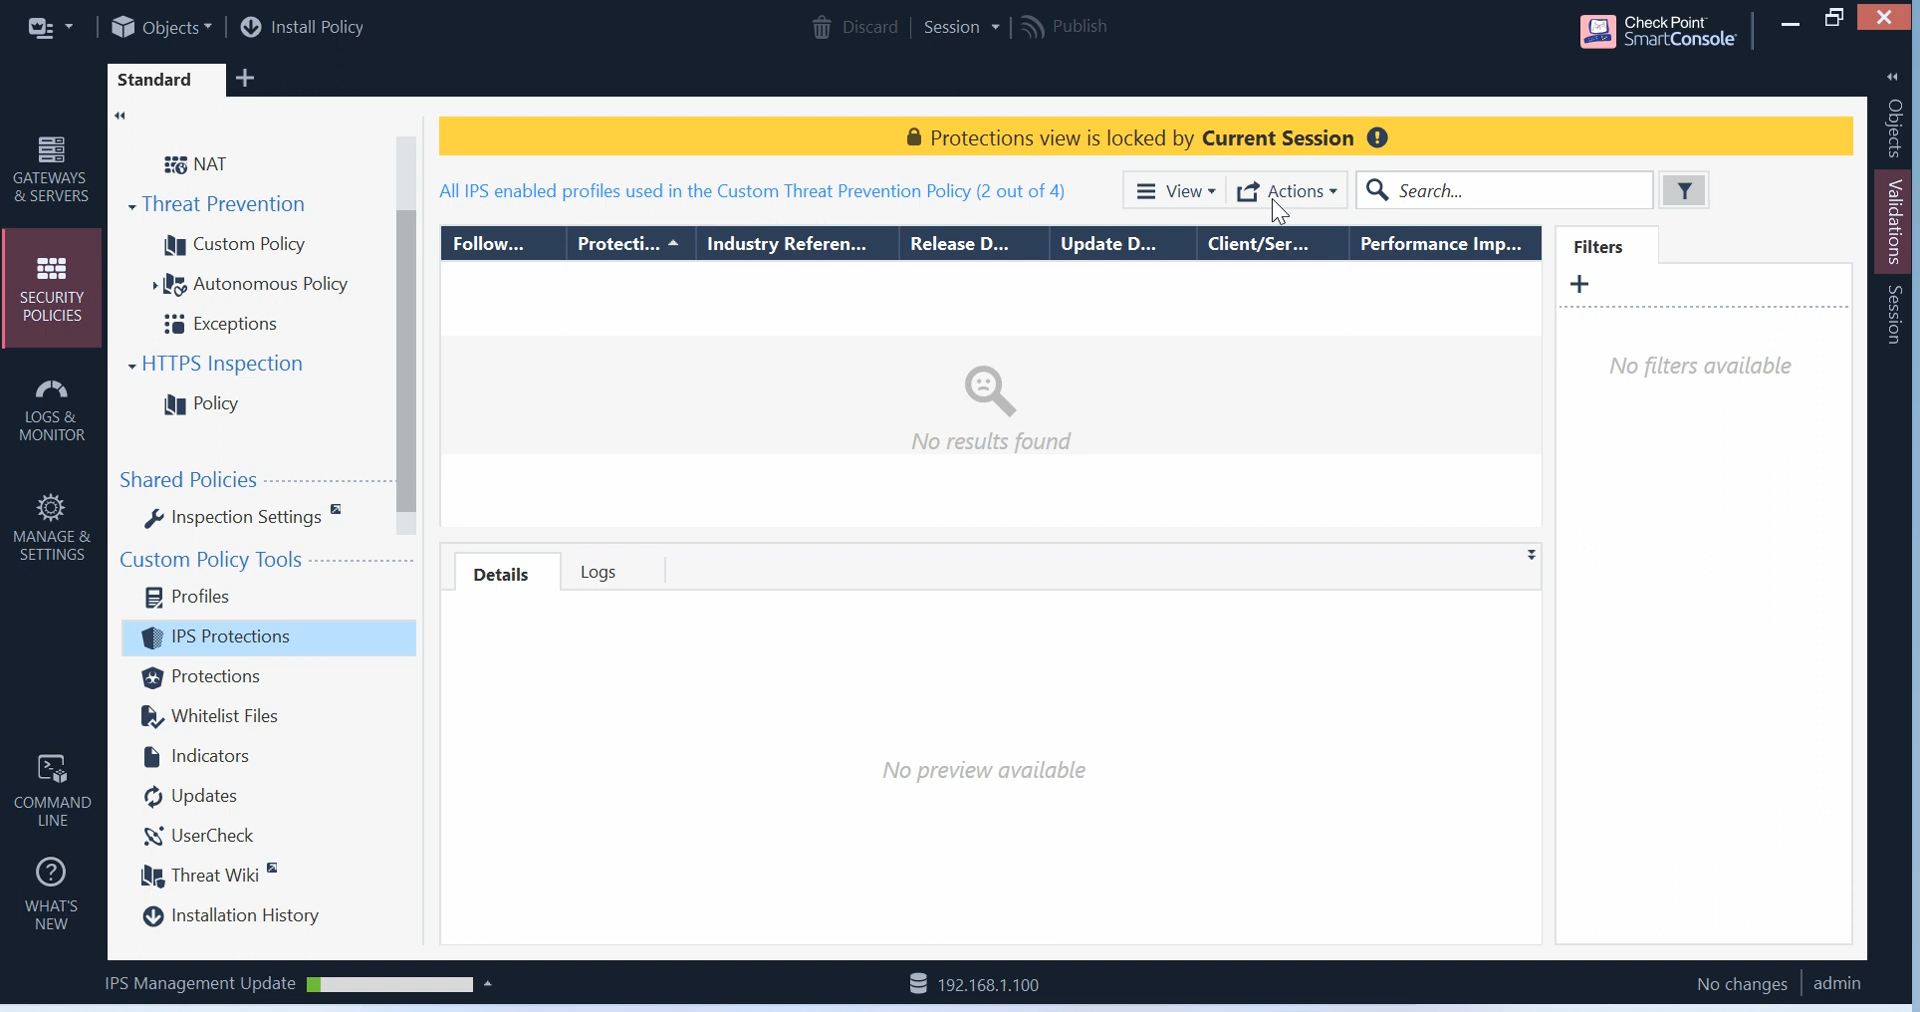 Objects
Install Policy
Discard
Session
Publish
Check Point
SmartConsole
Standard
GATEWAYS
& SERVERS
SECURITY
POLICIES
LOGS &
MONITOR
MANAGE &
SETTINGS
COMMAND
LINE
WHAT'S
NEW
NAT
Threat Prevention
Custom Policy
Autonomous Policy
Exceptions
HTTPS Inspection
Policy
Shared Policies
Inspection Settings
Custom Policy Tools
Profiles
IPS Protections
Protections
Whitelist Files
Indicators
Updates
UserCheck
Threat Wiki
Installation History
Protections view is locked by Current Session
All IPS enabled profiles used in the Custom Threat Prevention Policy (2 out of 4)
View
Actions
Search...
Follow...
Protecti...
Industry Referen...
Release D...
Update D...
Client/Ser...
Performance Imp...
No results found
Details
Logs
No preview available
Filters
No filters available
Objects
Validations
Session
IPS Management Update
192.168.1.100
No changes
admin